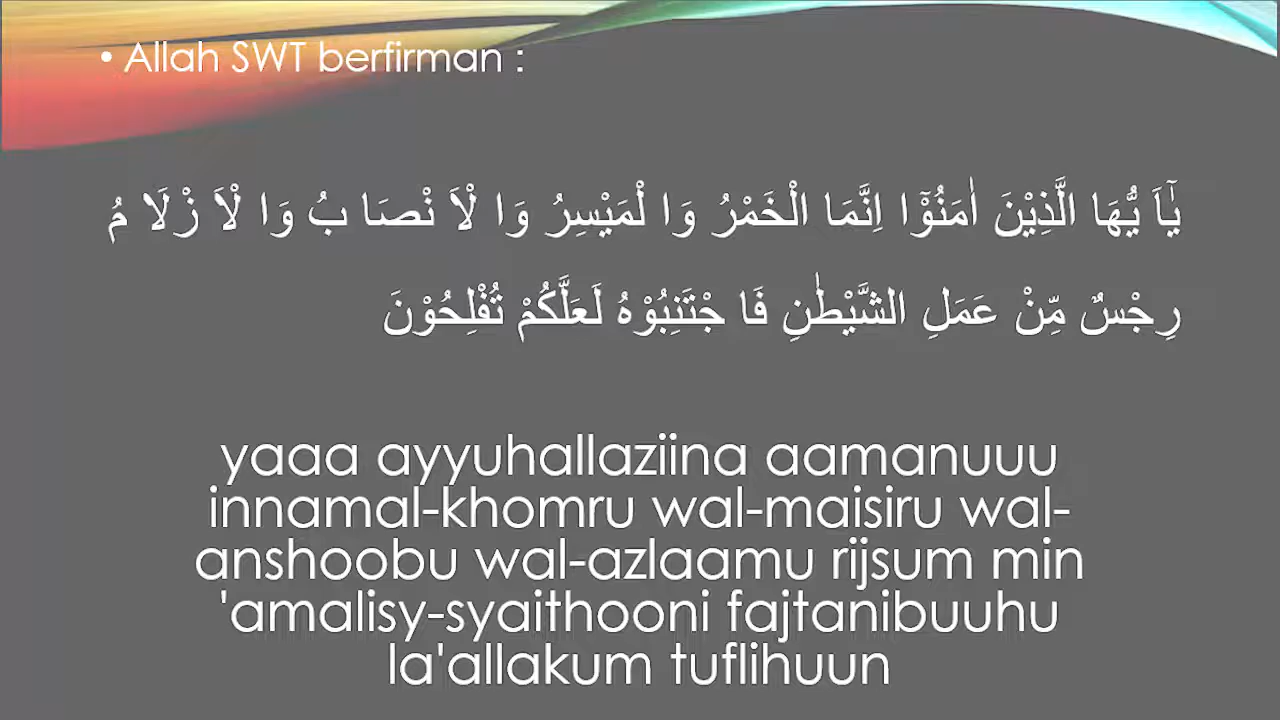 • Allah SWT berfirman :
يٰۤاَ يُّهَا الَّذِيْنَ اٰمَنُوْۤا اِنَّمَا الْخَمْرُ وَا لْمَيْسِرُ وَا لْاَ نْصَا بُ وَا لْاَ زْلَا مُ
رِجْسٌ مِّنْ عَمَلِ الشَّيْطٰنِ فَا جْتَنِبُوْهُ لَعَلَّكُمْ تُفْلِحُوْنَ
yaaa ayyuhallaziina aamanuuu
innamal-khomru wal-maisiru wal-
anshoobu wal-azlaamu rijsum min
'amalisy-syaithooni fajtanibuuhu
la'allakum tuflihuun